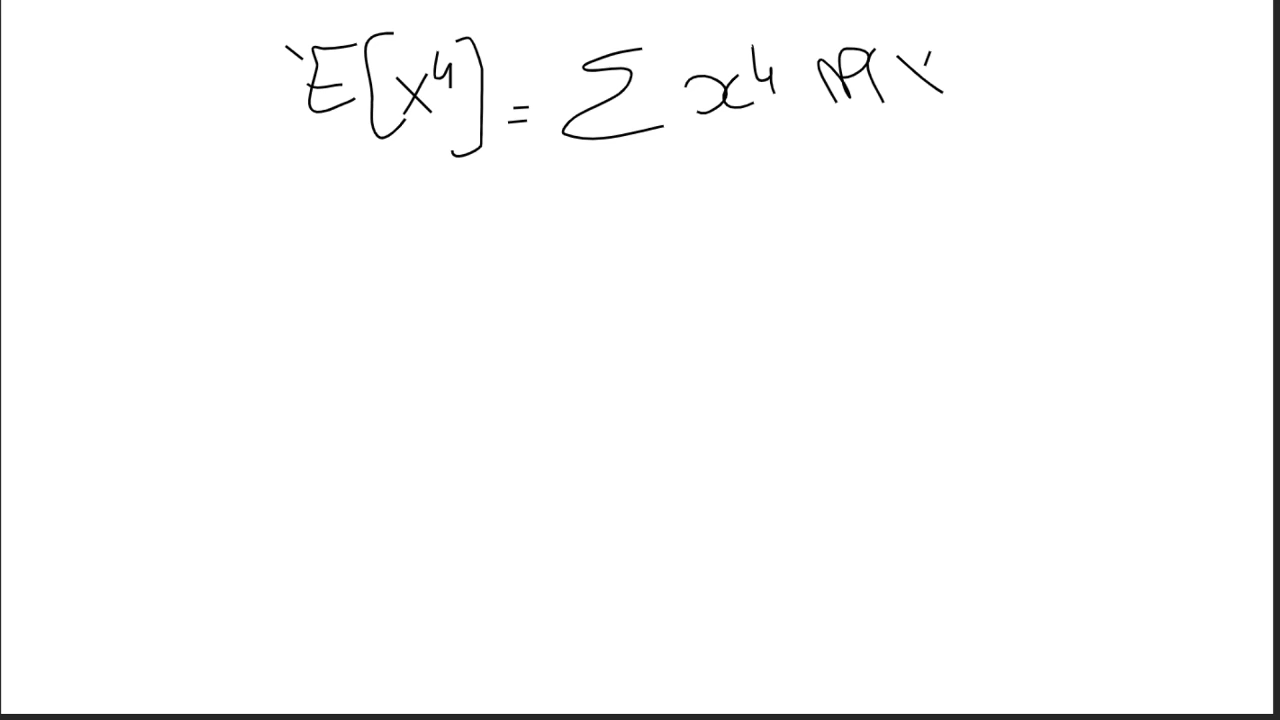 E[X⁴] = Σ x⁴ P(X